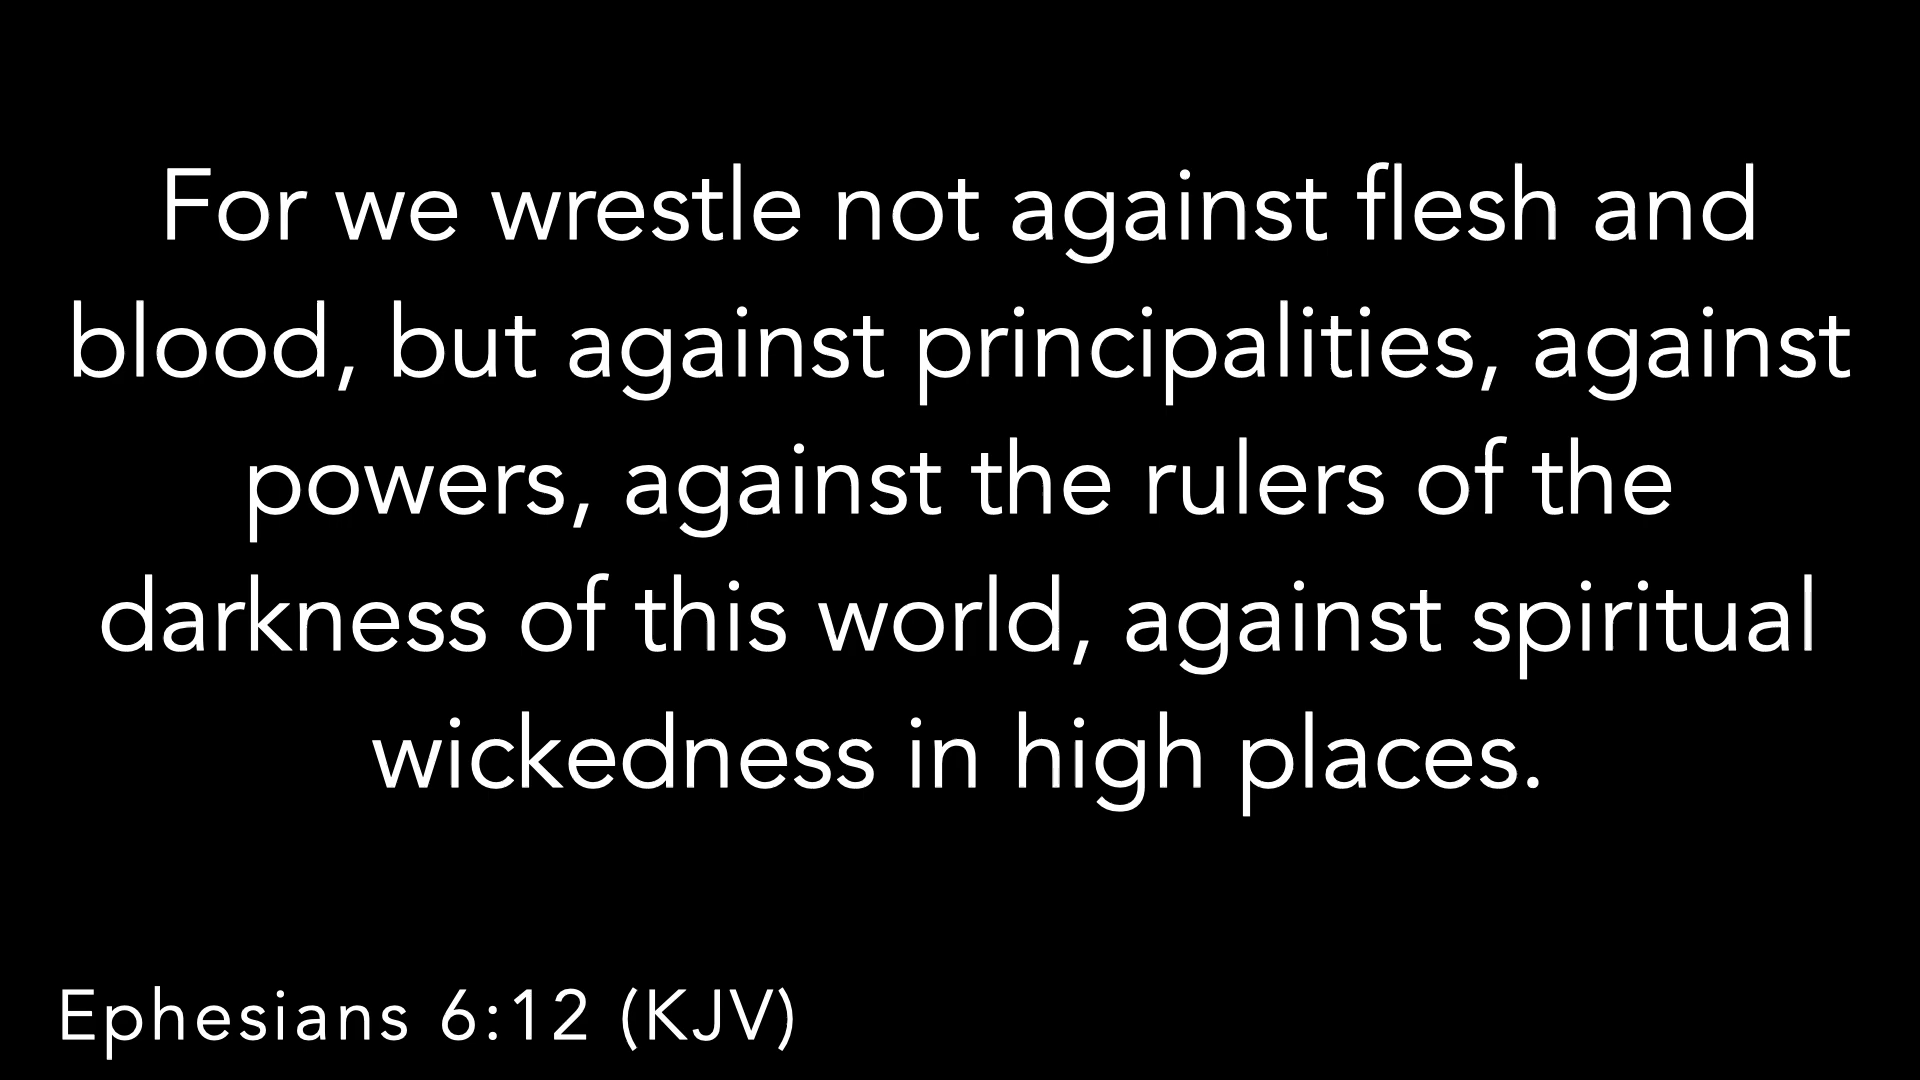 For we wrestle not against flesh and
blood, but against principalities, against
powers, against the rulers of the
darkness of this world, against spiritual
wickedness in high places.
Ephesians 6:12 (KJV)